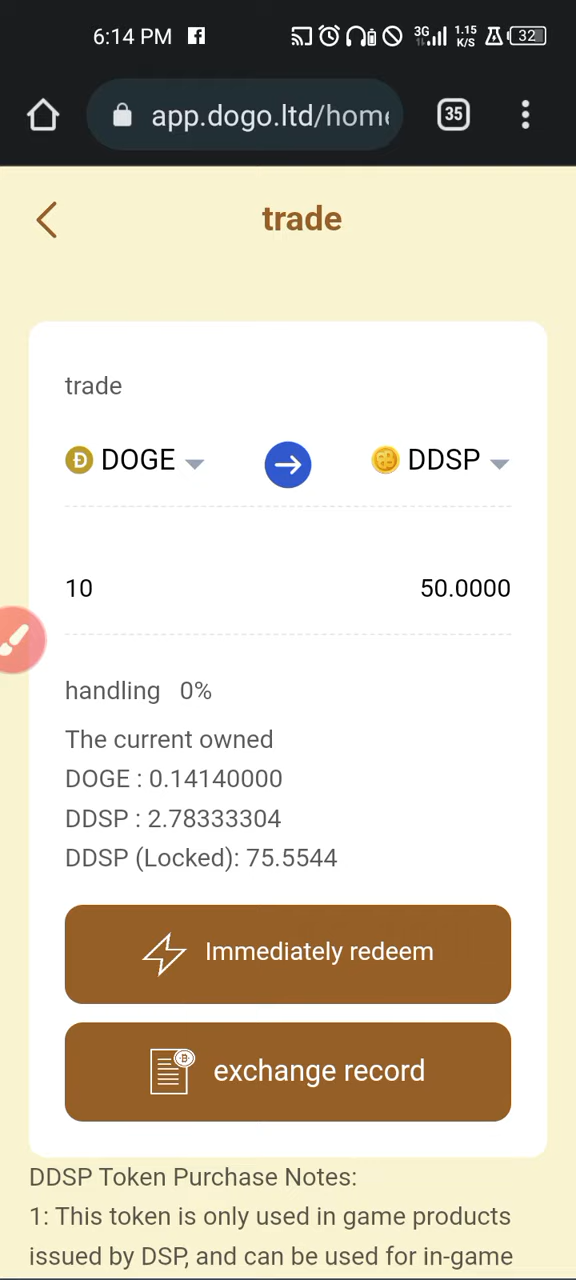 6:14 PM
3G 1.15 K/S 32
app.dogo.ltd/home
35
trade
trade
DOGE DDSP
10 50.0000
handling 0%
The current owned
DOGE : 0.14140000
DDSP : 2.78333304
DDSP (Locked): 75.5544
Immediately redeem
exchange record
DDSP Token Purchase Notes:
1: This token is only used in game products
issued by DSP, and can be used for in-game